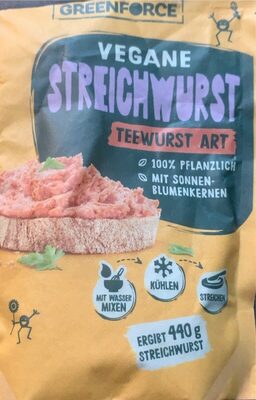 GREENFORCE
VEGANE
STREICHWURST
TEEWURST ART
100% PFLANZLICH
MIT SONNEN-
BLUMENKERNEN
MIT WASSER
MIXEN
KÜHLEN
STREICHEN
ERGIBT 440 g
STREICHWURST